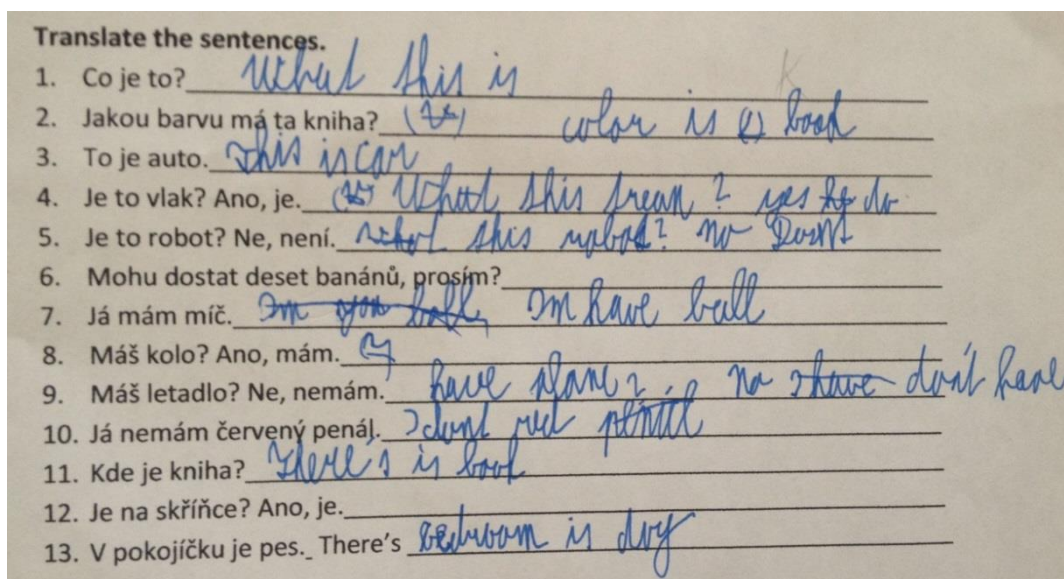 Translate the sentences.
1. Co je to? What this is
2. Jakou barvu má ta kniha? color is book
3. To je auto. This is car
4. Je to vlak? Ano, je. What this trean? yes he do
5. Je to robot? Ne, není. this robot? no Dont
6. Mohu dostat deset banánů, prosím?
7. Já mám míč. Im have ball
8. Máš kolo? Ano, mám.
9. Máš letadlo? Ne, nemám. have plane? No dont have
10. Já nemám červený penál. I dont red
11. Kde je kniha? There's is book
12. Je na skříňce? Ano, je.
13. V pokojíčku je pes. There's bedroom is dog